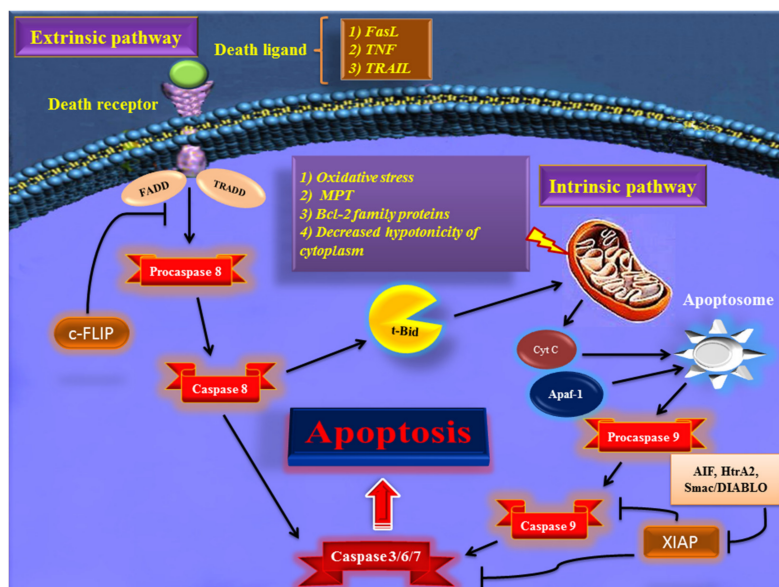 Extrinsic pathway
Death ligand
1) FasL
2) TNF
3) TRAIL
Death receptor
FADD
TRADD
1) Oxidative stress
2) MPT
3) Bcl-2 family proteins
4) Decreased hypotonicity of
cytoplasm
Intrinsic pathway
Procaspase 8
c-FLIP
t-Bid
Apoptosome
Cyt C
Caspase 8
Apaf-1
Apoptosis
Procaspase 9
AIF, HtrA2,
Smac/DIABLO
Caspase 9
XIAP
Caspase 3/6/7